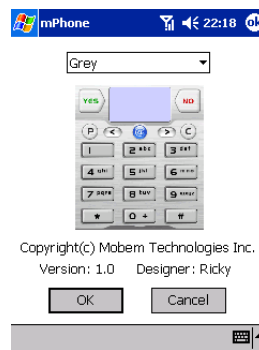 mPhone 22:18 ok
Grey
YES NO
P < @ > C
1 2 abc 3 def
4 ghi 5 jkl 6 mno
7 pqrs 8 tuv 9 wxyz
* 0 + #
Copyright(c) Mobem Technologies Inc.
Version: 1.0 Designer: Ricky
OK Cancel